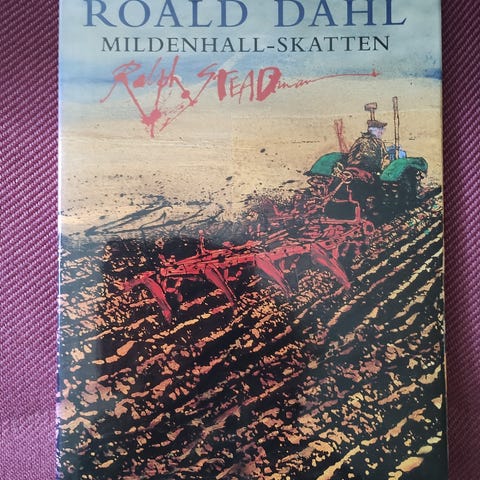 ROALD DAHL
MILDENHALL-SKATTEN
Ralph STEADman